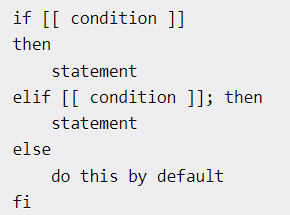 if [[ condition ]]
then
    statement
elif [[ condition ]]; then
    statement
else
    do this by default
fi